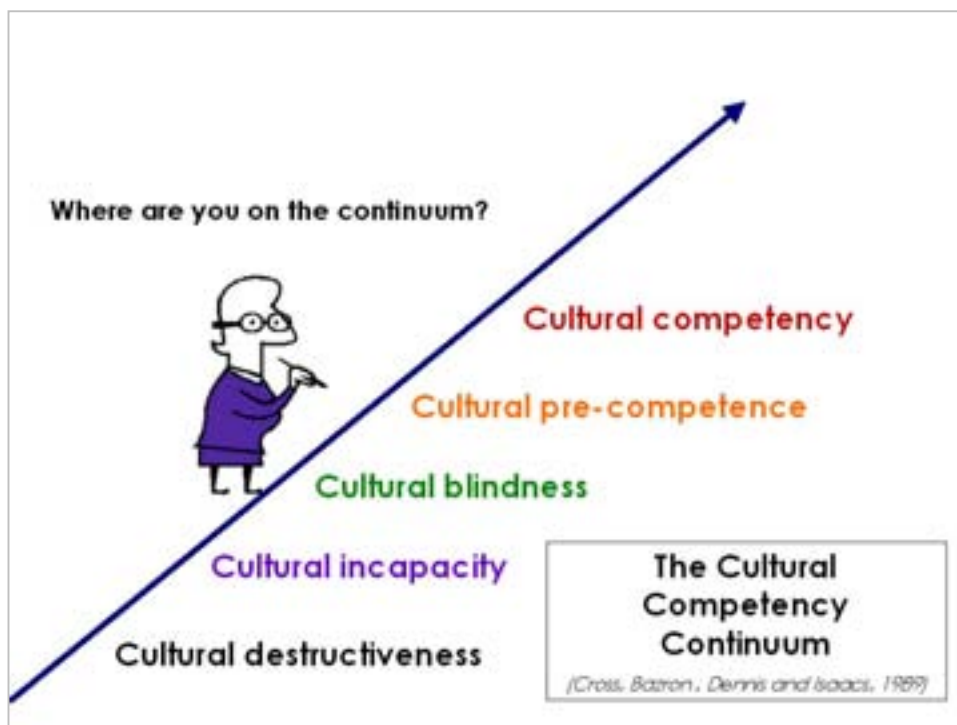 Where are you on the continuum?
Cultural competency
Cultural pre-competence
Cultural blindness
Cultural incapacity
Cultural destructiveness
The Cultural
Competency
Continuum
(Cross, Bazron, Dennis and Isaacs, 1989)